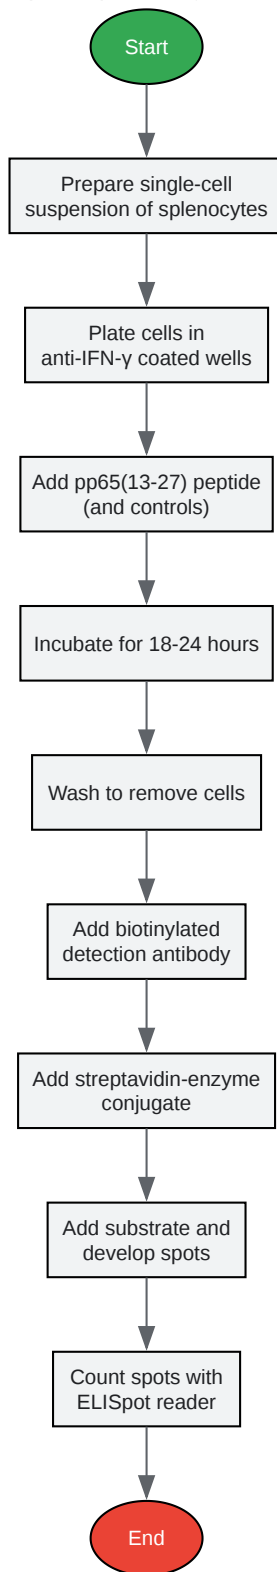 Start
Prepare single-cell
suspension of splenocytes
Plate cells in
anti-IFN-γ coated wells
Add pp65(13-27) peptide
(and controls)
Incubate for 18-24 hours
Wash to remove cells
Add biotinylated
detection antibody
Add streptavidin-enzyme
conjugate
Add substrate and
develop spots
Count spots with
ELISpot reader
End